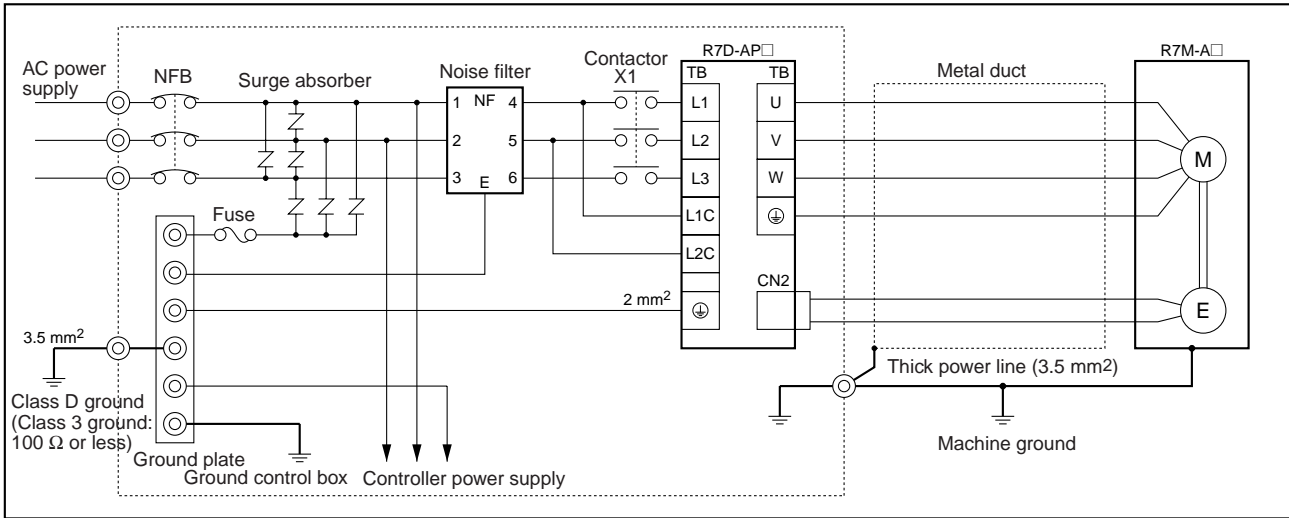 AC power
supply
NFB
Surge absorber
Noise filter
Contactor
X1
R7D-AP□
R7M-A□
Metal duct
TB
TB
1
NF
4
2
5
3
E
6
L1
U
L2
V
L3
W
L1C
L2C
CN2
M
E
Fuse
2 mm²
3.5 mm²
Thick power line (3.5 mm²)
Class D ground
(Class 3 ground:
100 Ω or less)
Ground plate
Ground control box
Controller power supply
Machine ground